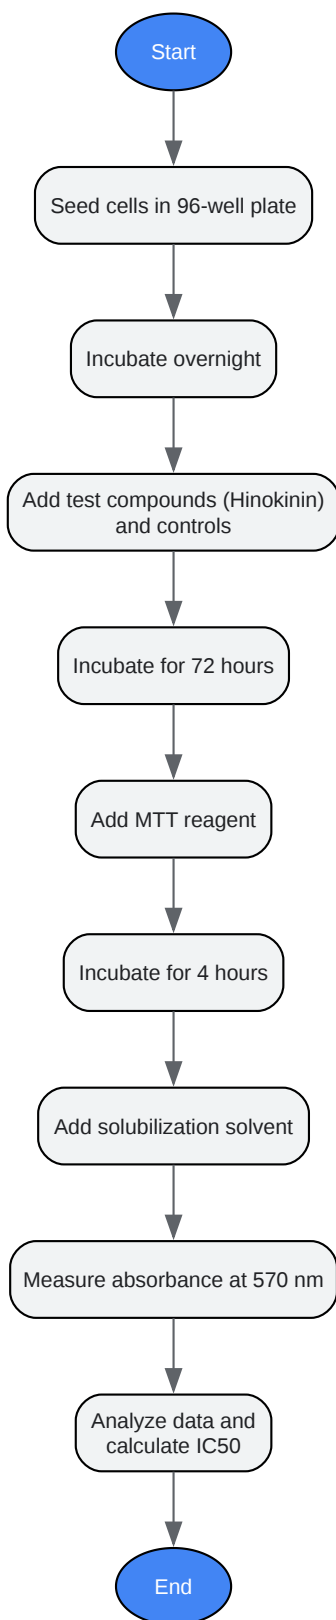 Start
Seed cells in 96-well plate
Incubate overnight
Add test compounds (Hinokinin)
and controls
Incubate for 72 hours
Add MTT reagent
Incubate for 4 hours
Add solubilization solvent
Measure absorbance at 570 nm
Analyze data and
calculate IC50
End